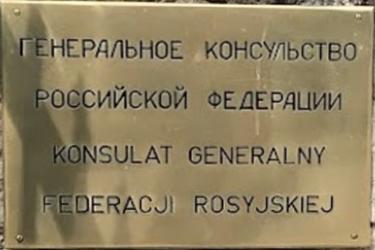 ГЕНЕРАЛЬНОЕ КОНСУЛЬСТВО
РОССИЙСКОЙ ФЕДЕРАЦИИ
KONSULAT GENERALNY
FEDERACJI ROSYJSKIEJ